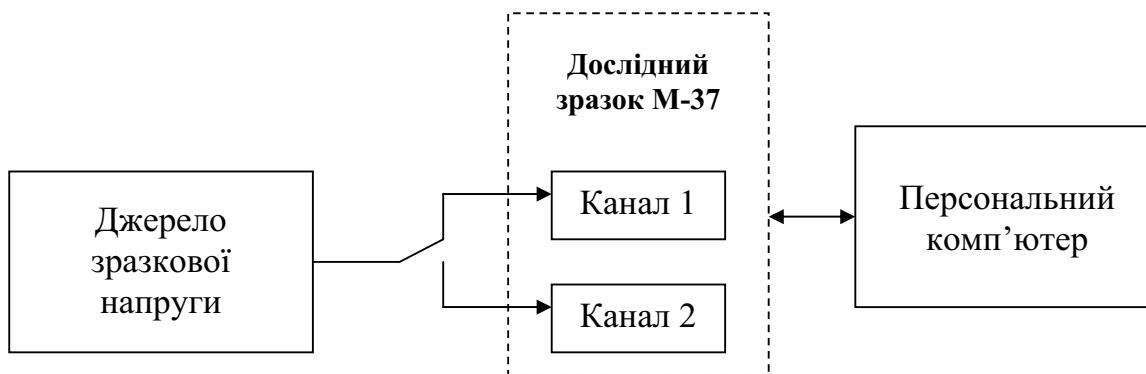 Дослідний
зразок М-37
Джерело
зразкової
напруги
Канал 1
Канал 2
Персональний
комп’ютер